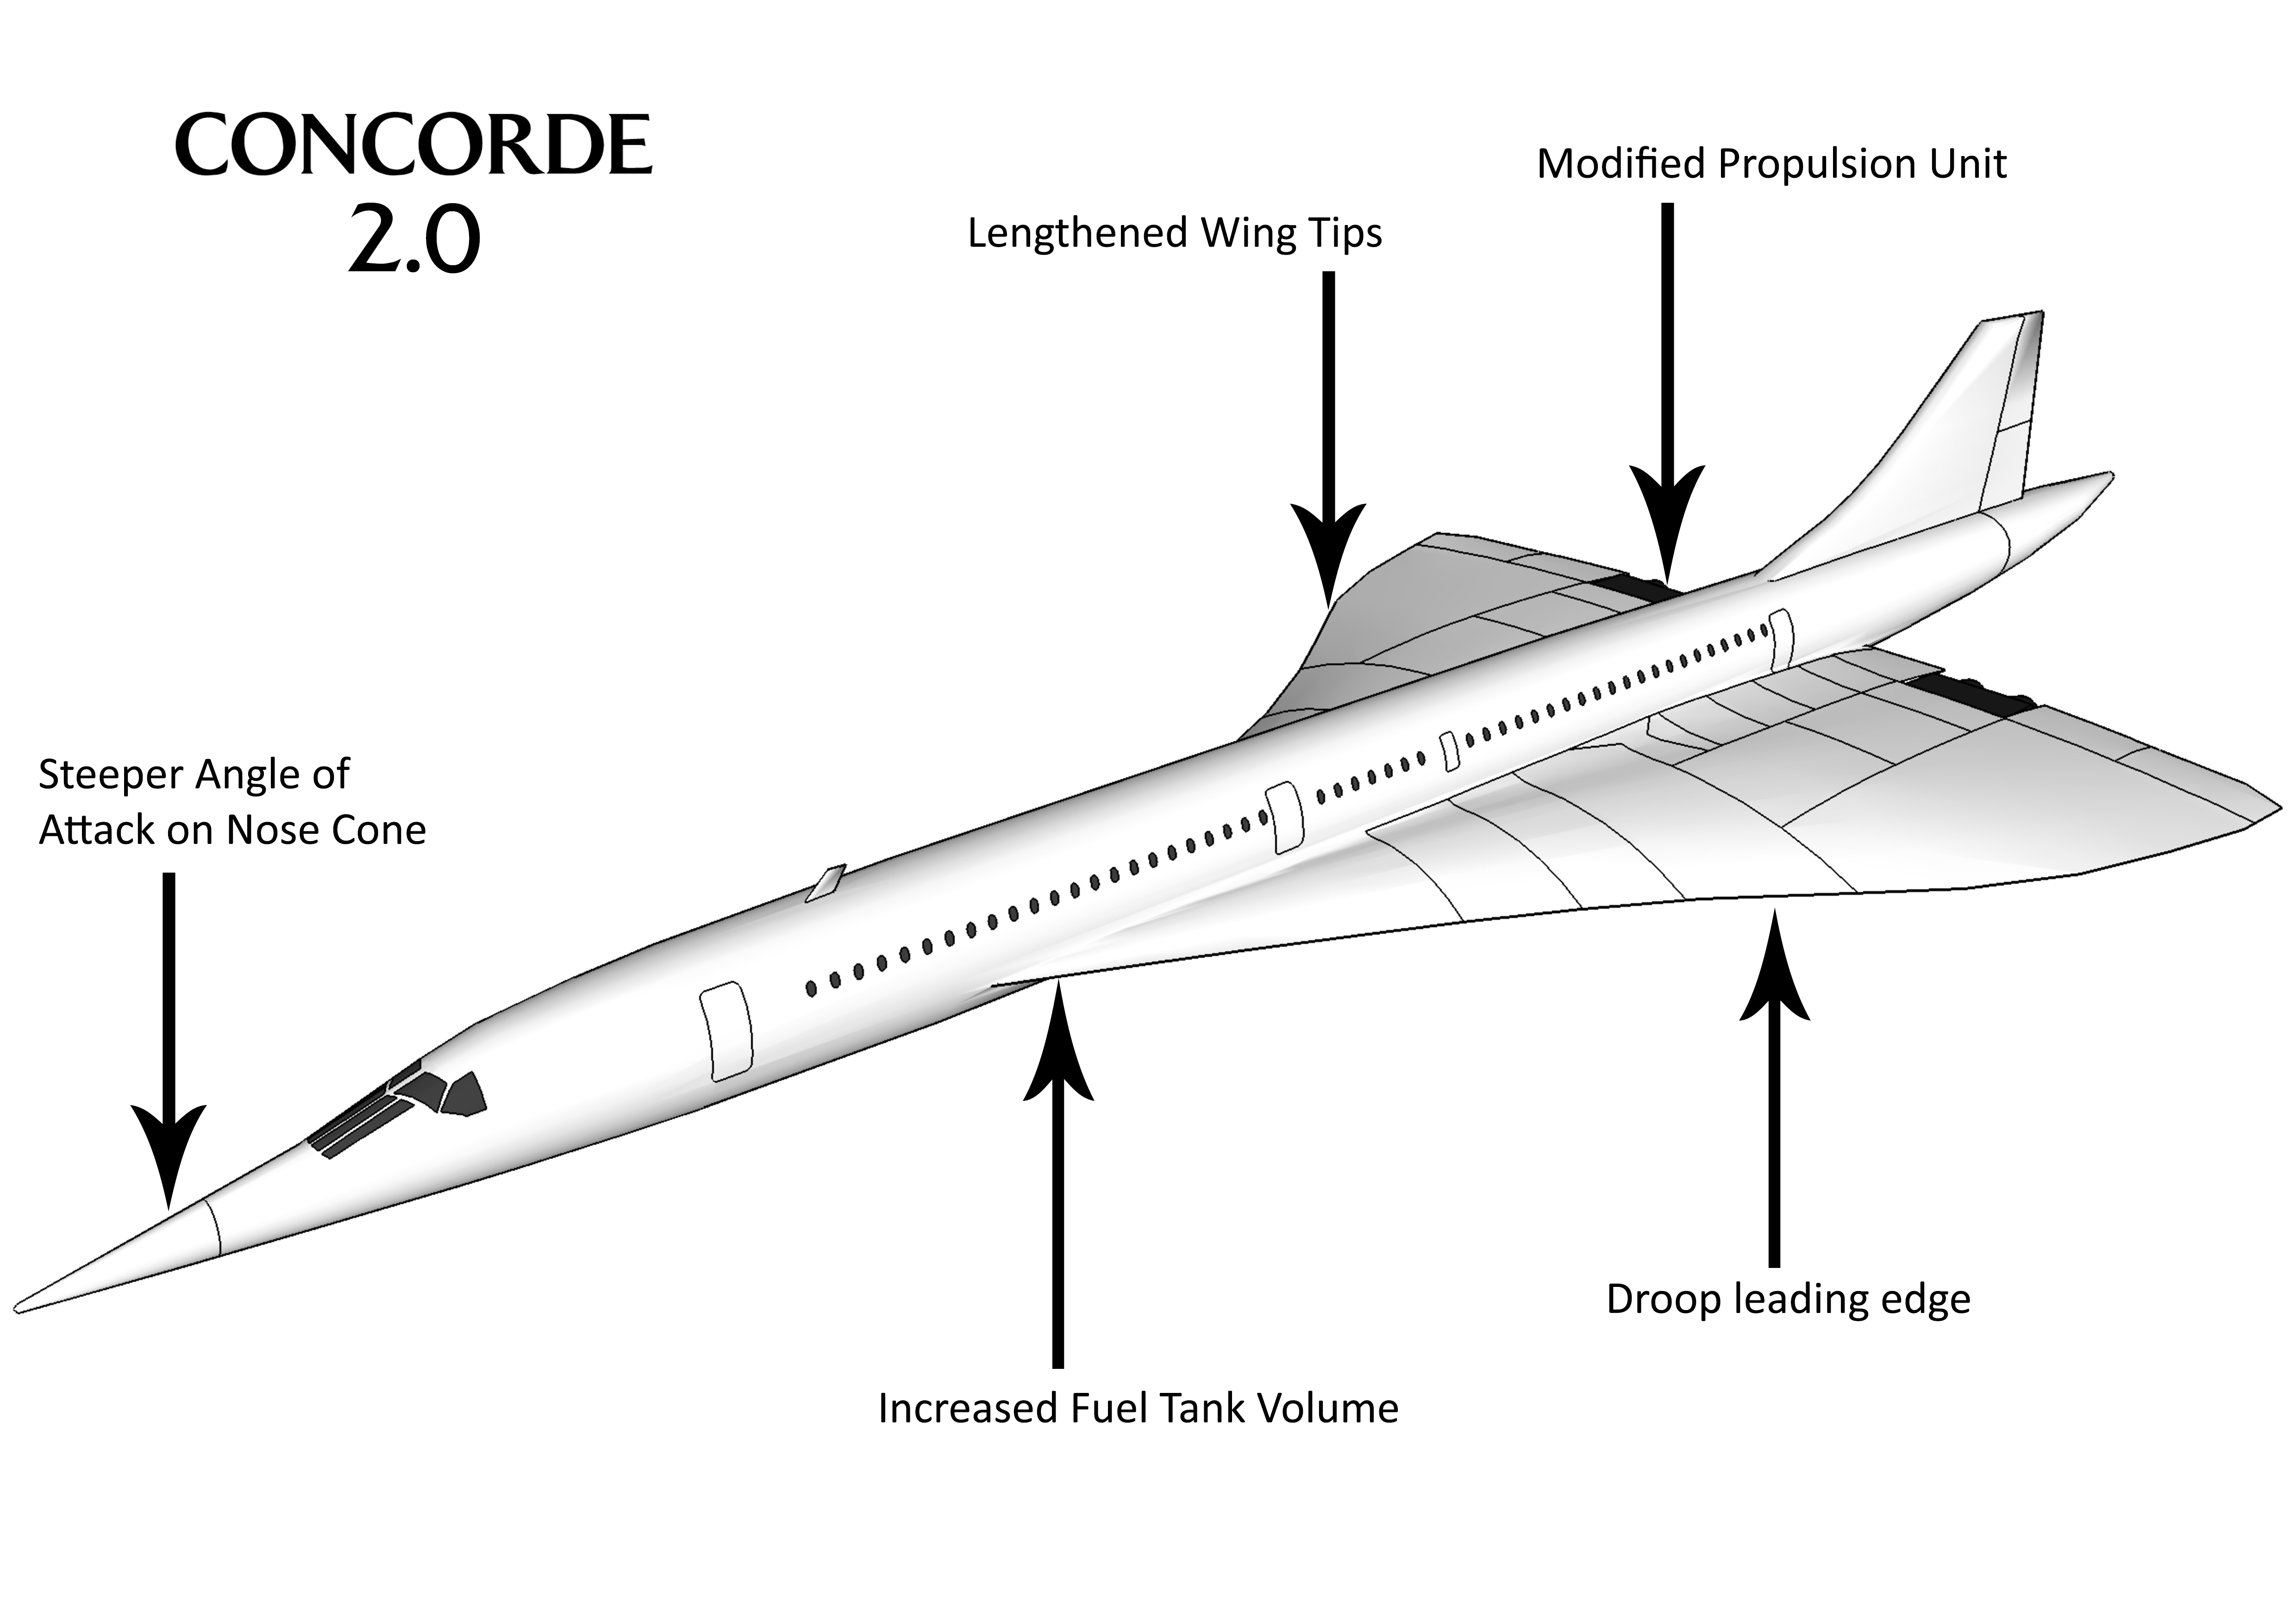 CONCORDE
2.0
Modified Propulsion Unit
Lengthened Wing Tips
Steeper Angle of
Attack on Nose Cone
Droop leading edge
Increased Fuel Tank Volume